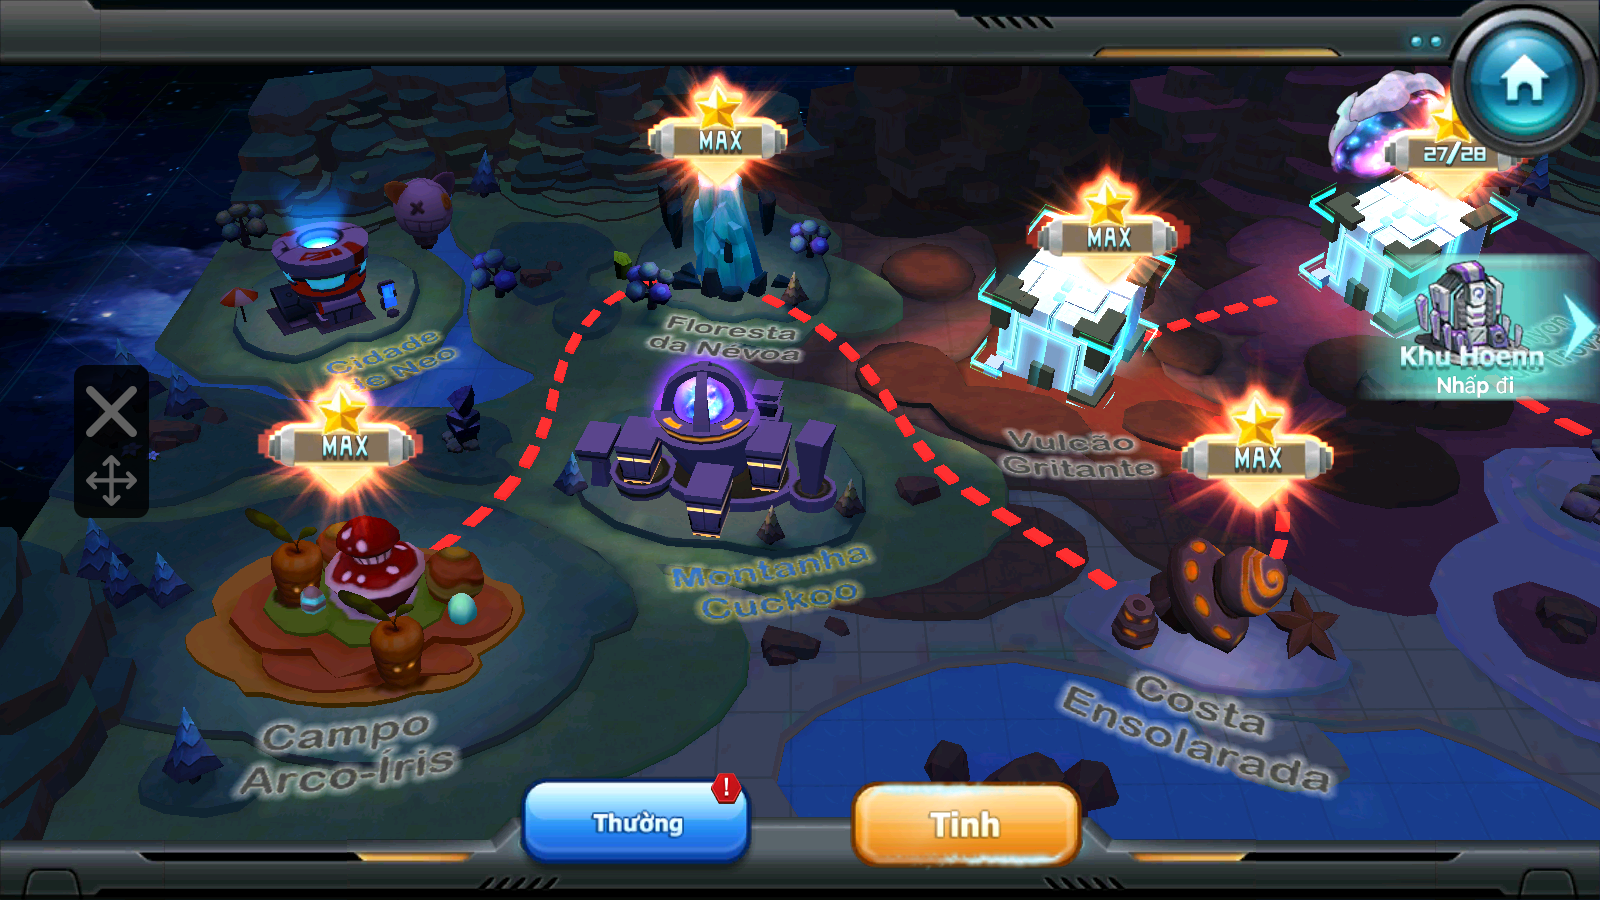 MAX
27/28
MAX
Floresta
da Névoa
Cidade
de Neo
Khu Hoenn
Nhấp đi
MAX
MAX
Vulcão
Gritante
Montanha
Cuckoo
Campo
Arco-Íris
Costa
Ensolarada
Thường
!
Tinh